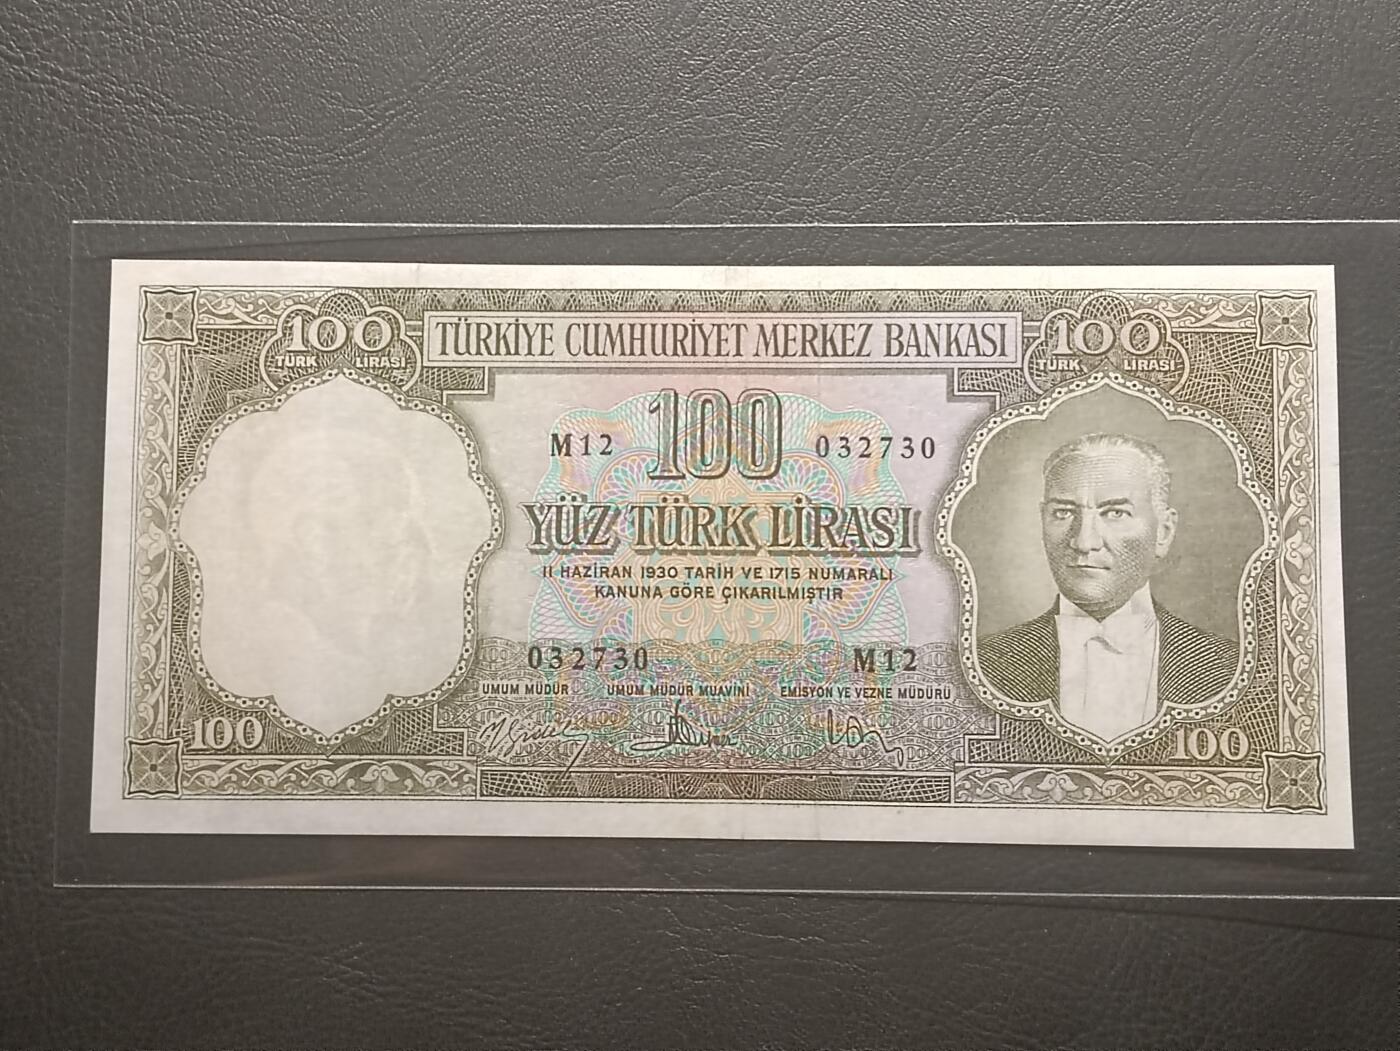 100 TÜRKİYE CUMHURİYET MERKEZ BANKASI 100
TÜRK LİRASI TÜRK LİRASI
M12 100 032730
YÜZ TÜRK LİRASI
11 HAZİRAN 1930 TARİH VE 1715 NUMARALI
KANUNA GÖRE ÇIKARILMIŞTIR
032730 M12
UMUM MÜDÜR UMUM MÜDÜR MUAVİNİ EMİSYON VE VEZNE MÜDÜRÜ
100 100